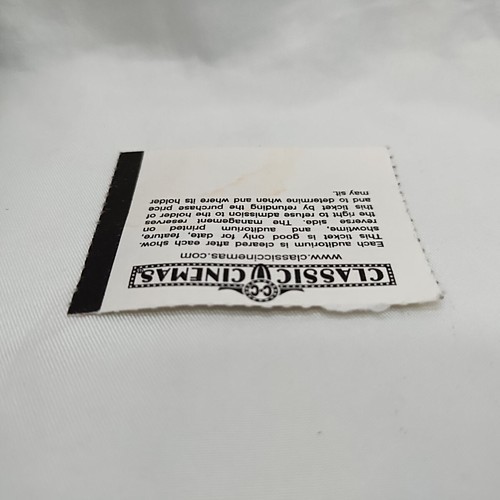 C·C
CLASSIC CINEMAS
www.classiccinemas.com
Each auditorium is cleared after each show.
This ticket is good only for date, feature,
showtime, and auditorium printed on
reverse side. The management reserves
the right to refuse admission to the holder of
this ticket by refunding the purchase price
and to determine when and where its holder
may sit.